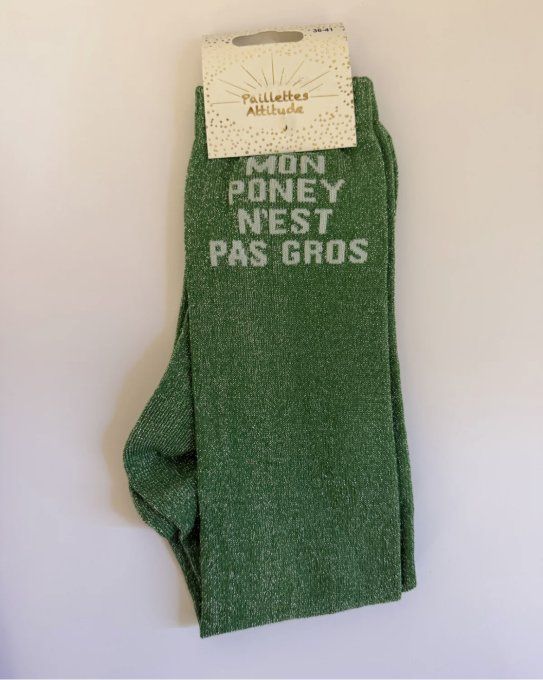 36-41
Paillettes
Attitude
MON
PONEY
N'EST
PAS GROS